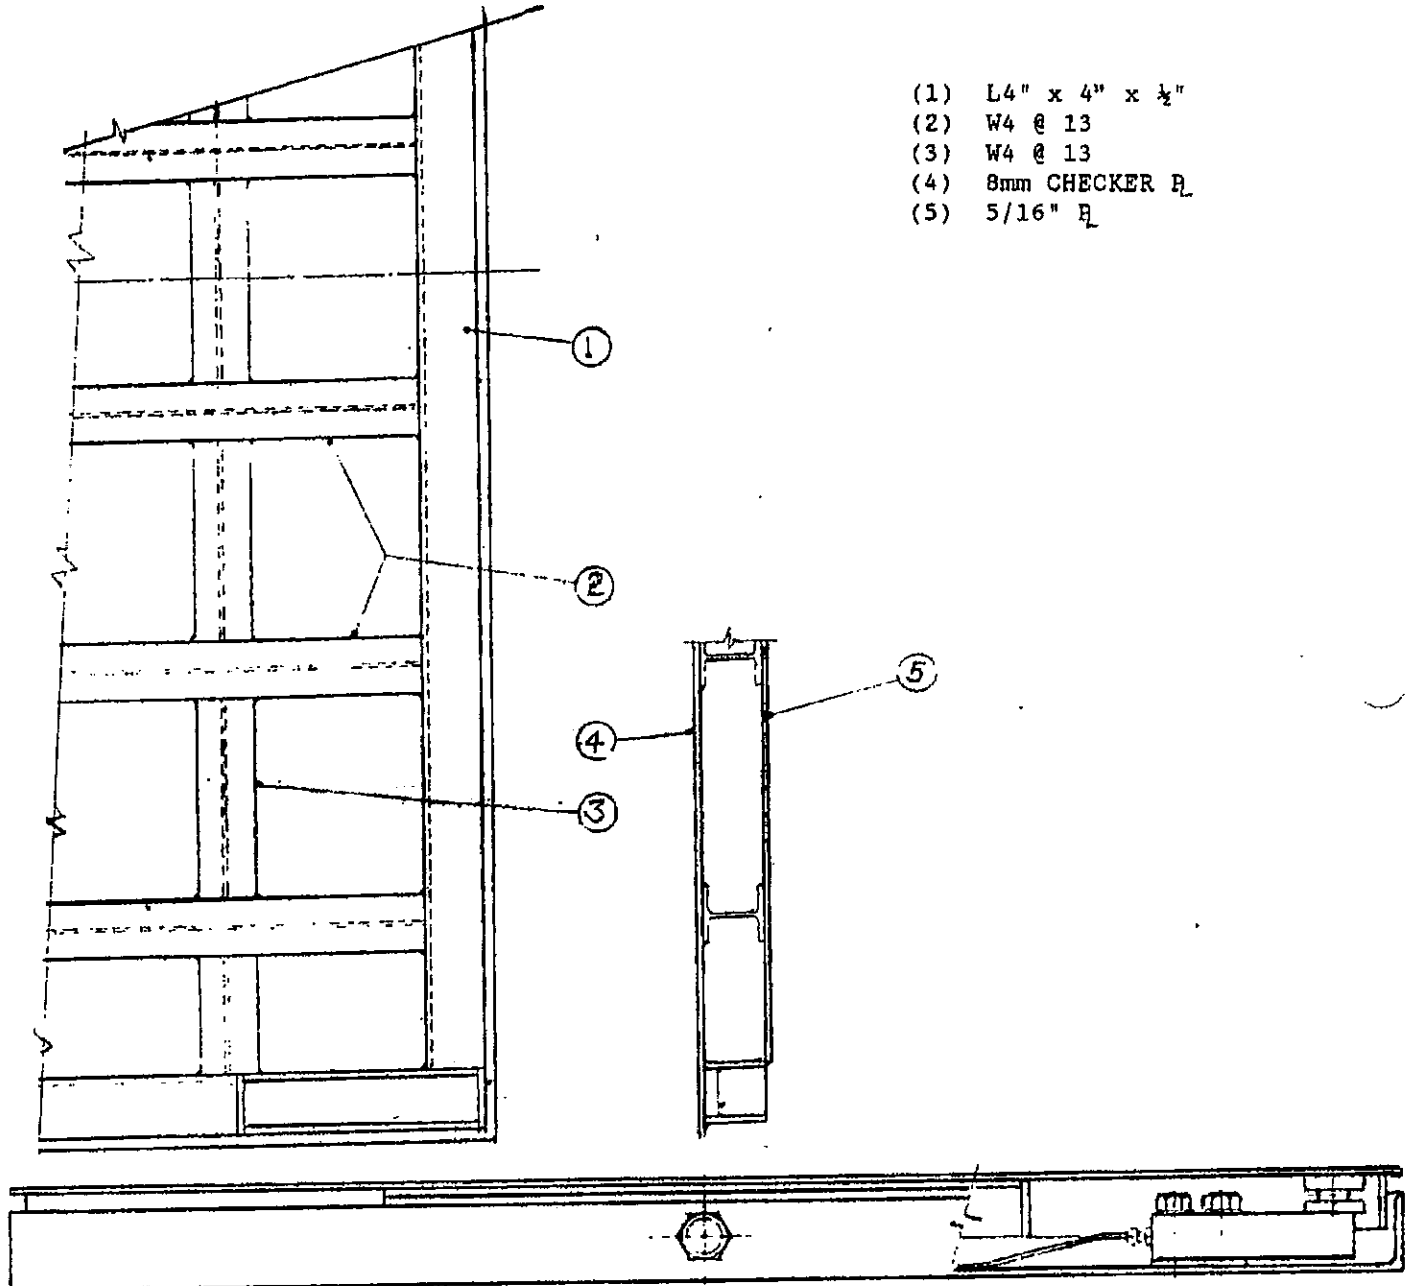 (1) L4" x 4" x ½"
(2) W4 @ 13
(3) W4 @ 13
(4) 8mm CHECKER PL
(5) 5/16" PL
1
2
5
4
3